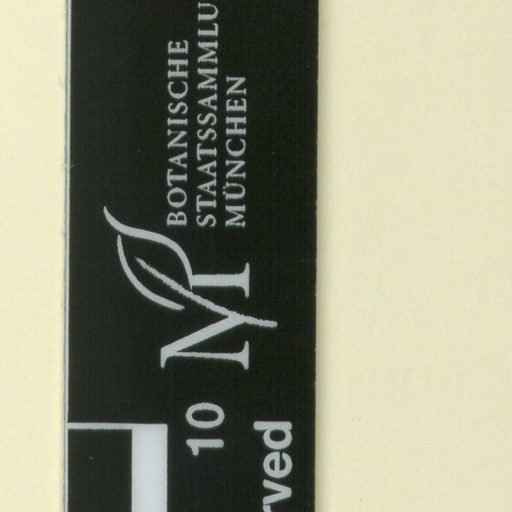 BOTANISCHE
STAATSSAMMLU
MÜNCHEN
10
rved